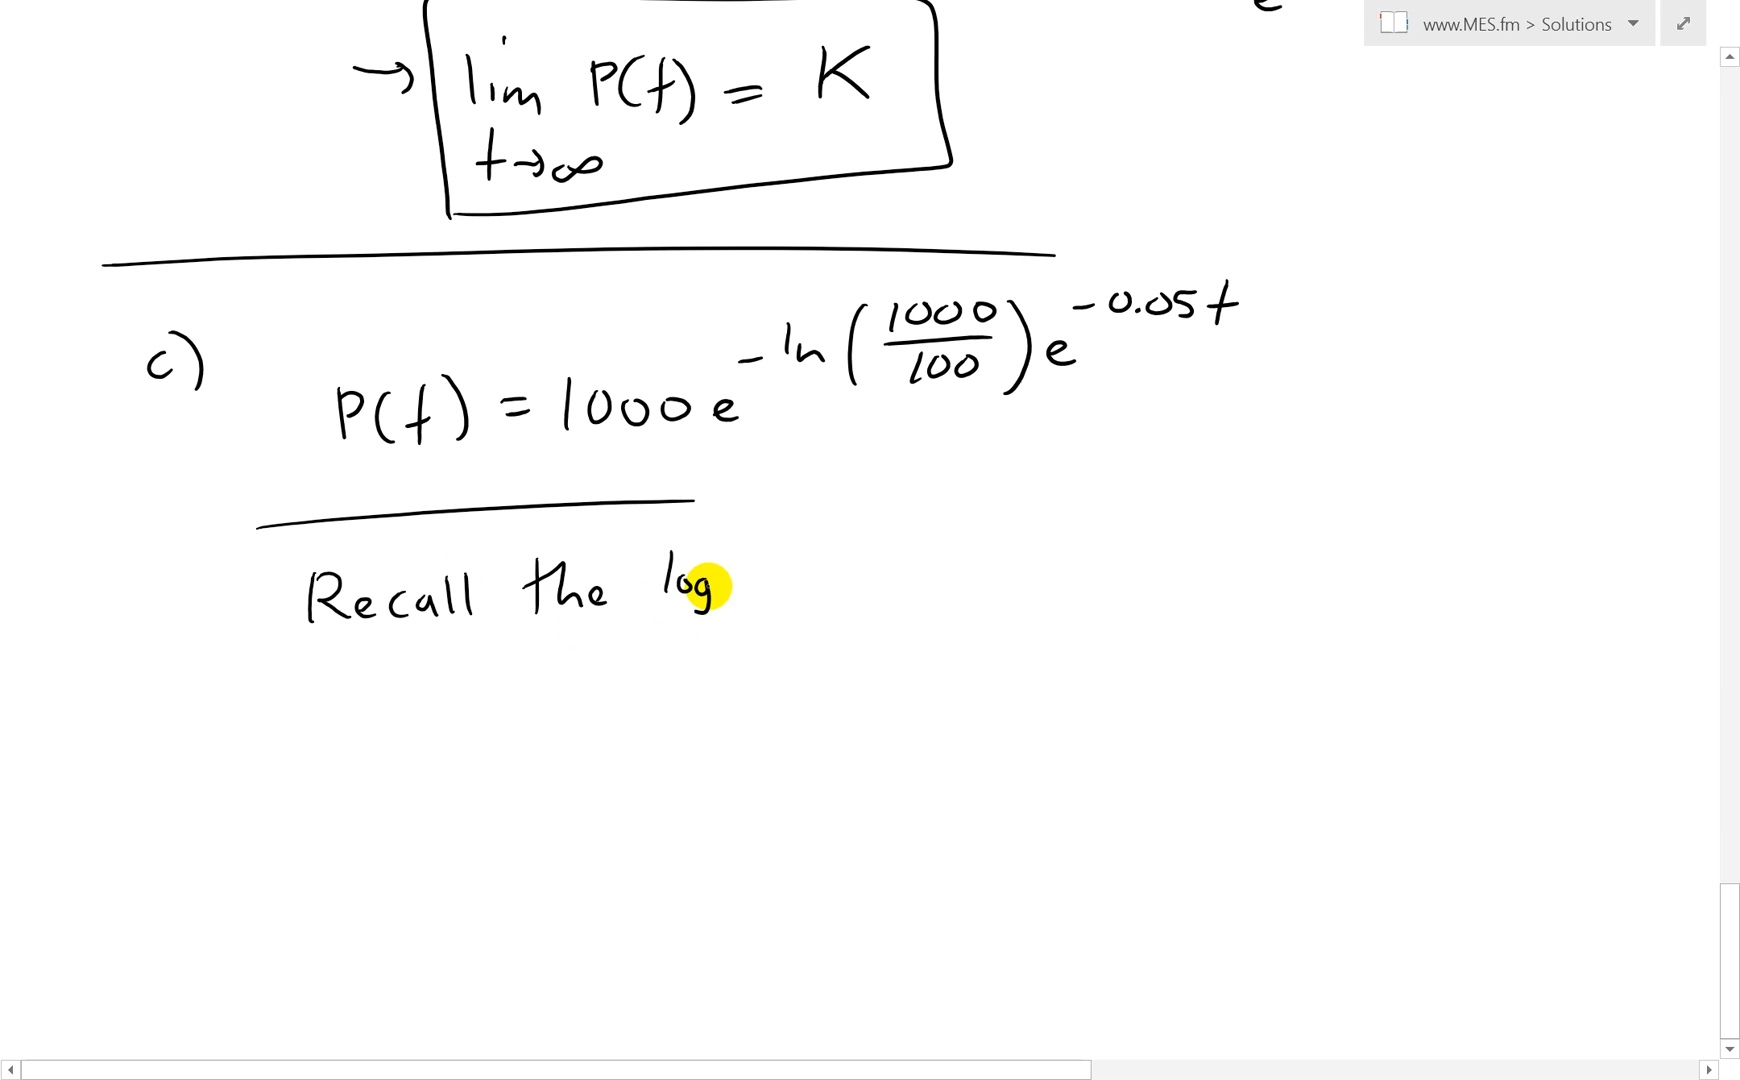 www.MES.fm > Solutions
→ lim P(t) = K
t→∞
c) P(t) = 1000 e^{-ln(1000/100) e^{-0.05t}}
Recall the log